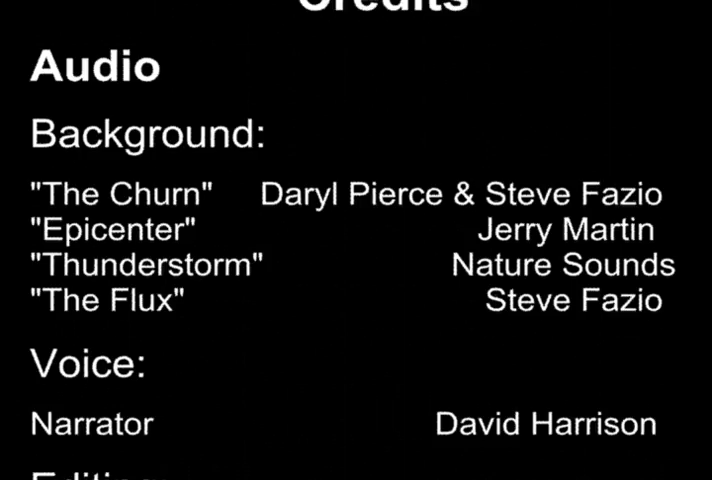 Credits
Audio
Background:
"The Churn" Daryl Pierce & Steve Fazio
"Epicenter" Jerry Martin
"Thunderstorm" Nature Sounds
"The Flux" Steve Fazio
Voice:
Narrator David Harrison